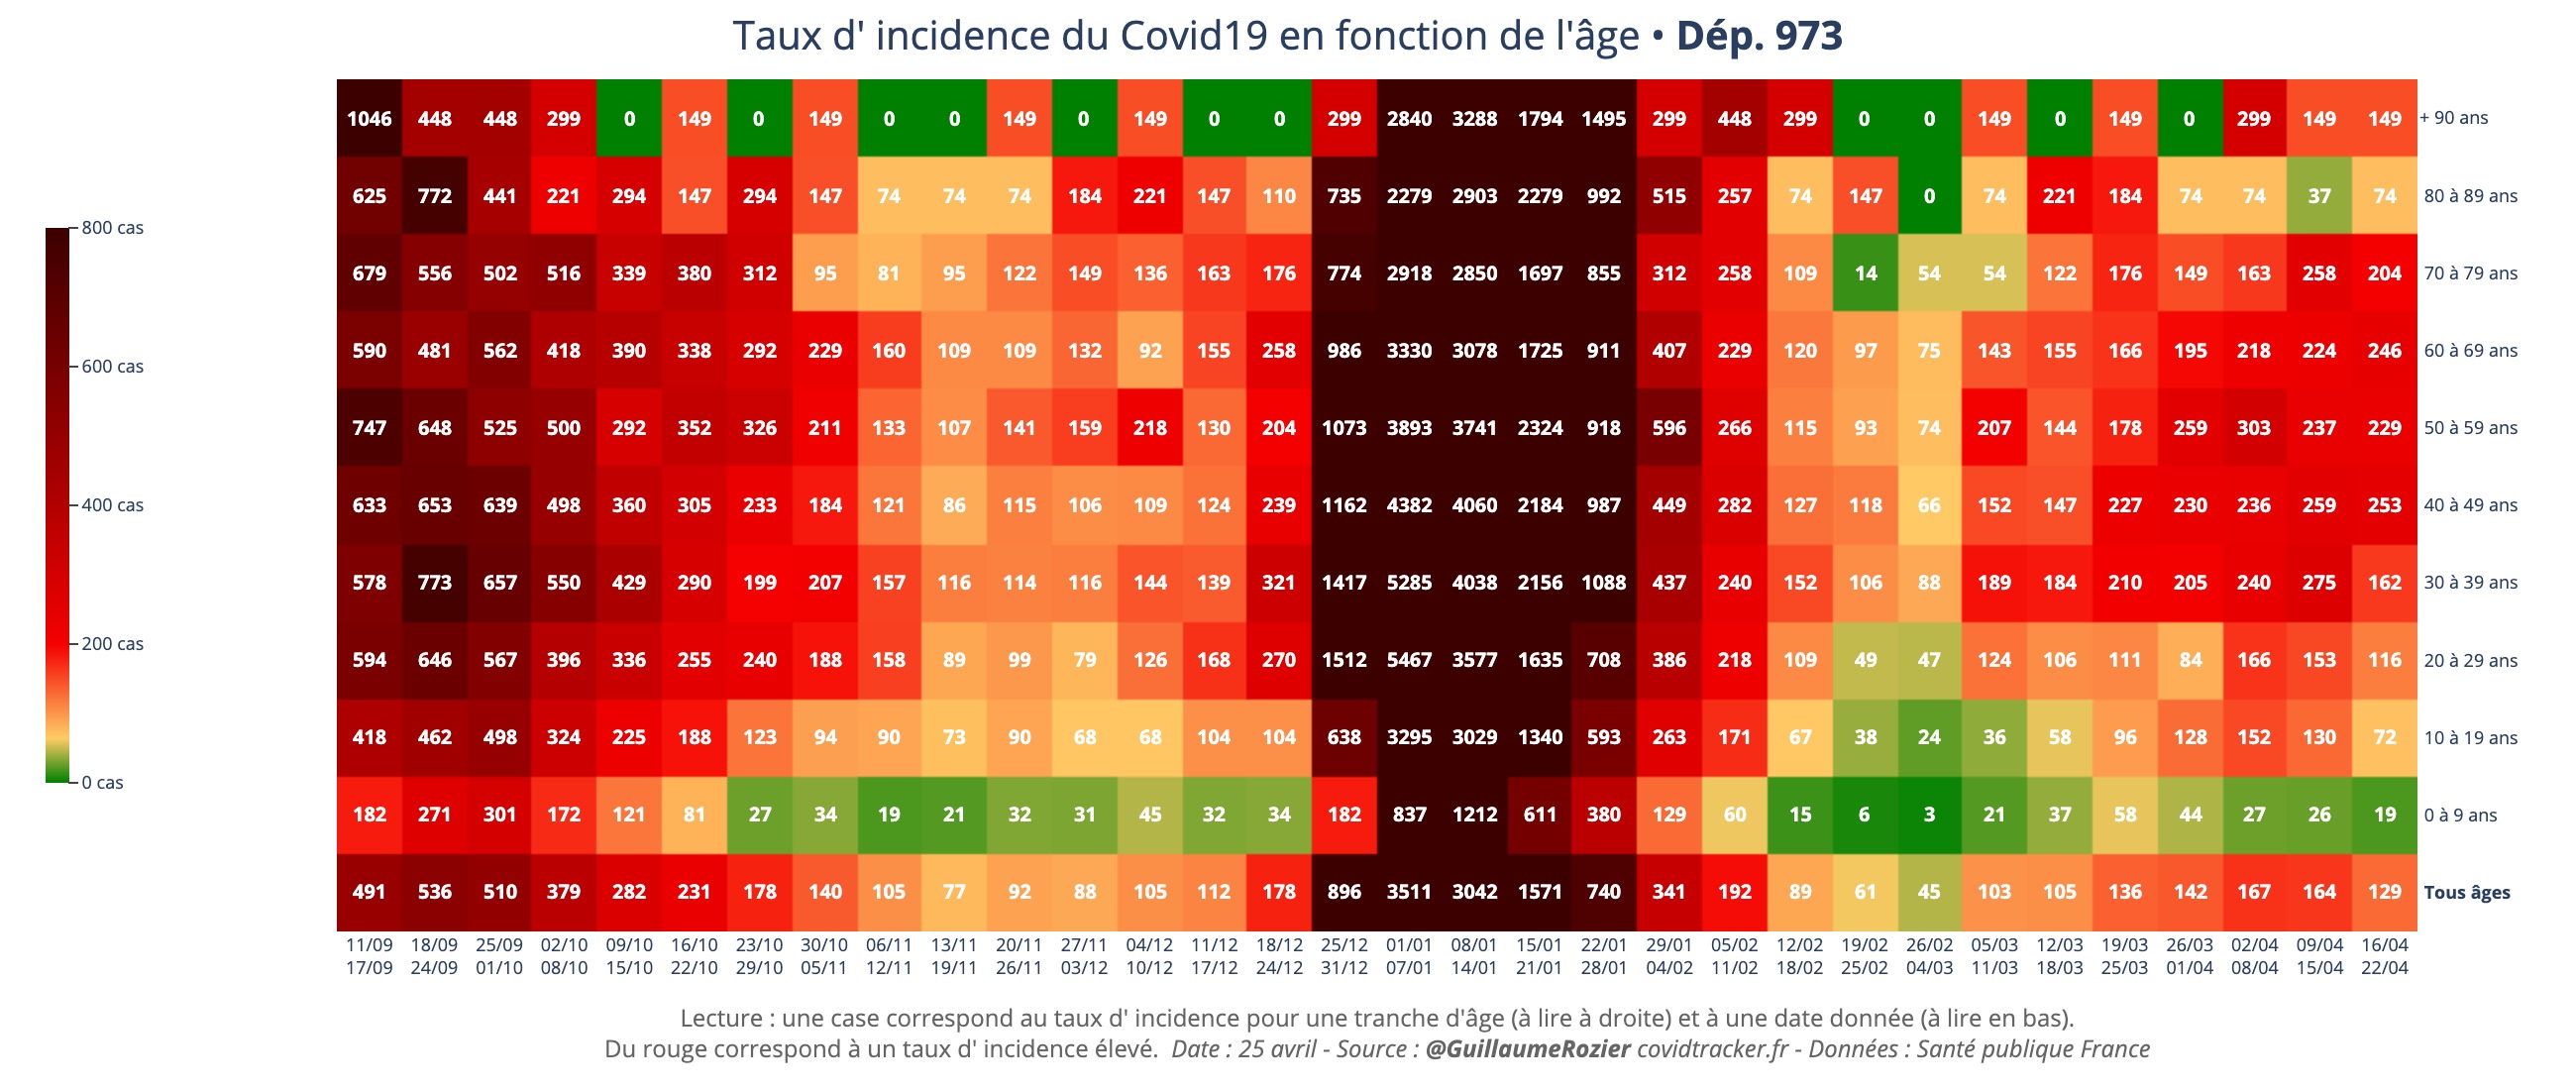 Taux d' incidence du Covid19 en fonction de l'âge • Dép. 973
1046 448 448 299 0 149 0 149 0 0 149 0 149 0 0 299 2840 3288 1794 1495 299 448 299 0 0 149 0 149 0 299 149 149 + 90 ans
625 772 441 221 294 147 294 147 74 74 74 184 221 147 110 735 2279 2903 2279 992 515 257 74 147 0 74 221 184 74 74 37 74 80 à 89 ans
679 556 502 516 339 380 312 95 81 95 122 149 136 163 176 774 2918 2850 1697 855 312 258 109 14 54 54 122 176 149 163 258 204 70 à 79 ans
590 481 562 418 390 338 292 229 160 109 109 132 92 155 258 986 3330 3078 1725 911 407 229 120 97 75 143 155 166 195 218 224 246 60 à 69 ans
747 648 525 500 292 352 326 211 133 107 141 159 218 130 204 1073 3893 3741 2324 918 596 266 115 93 74 207 144 178 259 303 237 229 50 à 59 ans
633 653 639 498 360 305 233 184 121 86 115 106 109 124 239 1162 4382 4060 2184 987 449 282 127 118 66 152 147 227 230 236 259 253 40 à 49 ans
578 773 657 550 429 290 199 207 157 116 114 116 144 139 321 1417 5285 4038 2156 1088 437 240 152 106 88 189 184 210 205 240 275 162 30 à 39 ans
594 646 567 396 336 255 240 188 158 89 99 79 126 168 270 1512 5467 3577 1635 708 386 218 109 49 47 124 106 111 84 166 153 116 20 à 29 ans
418 462 498 324 225 188 123 94 90 73 90 68 68 104 104 638 3295 3029 1340 593 263 171 67 38 24 36 58 96 128 152 130 72 10 à 19 ans
182 271 301 172 121 81 27 34 19 21 32 31 45 32 34 182 837 1212 611 380 129 60 15 6 3 21 37 58 44 27 26 19 0 à 9 ans
491 536 510 379 282 231 178 140 105 77 92 88 105 112 178 896 3511 3042 1571 740 341 192 89 61 45 103 105 136 142 167 164 129 Tous âges
11/09 18/09 25/09 02/10 09/10 16/10 23/10 30/10 06/11 13/11 20/11 27/11 04/12 11/12 18/12 25/12 01/01 08/01 15/01 22/01 29/01 05/02 12/02 19/02 26/02 05/03 12/03 19/03 26/03 02/04 09/04 16/04
17/09 24/09 01/10 08/10 15/10 22/10 29/10 05/11 12/11 19/11 26/11 03/12 10/12 17/12 24/12 31/12 07/01 14/01 21/01 28/01 04/02 11/02 18/02 25/02 04/03 11/03 18/03 25/03 01/04 08/04 15/04 22/04
800 cas
600 cas
400 cas
200 cas
0 cas
Lecture : une case correspond au taux d' incidence pour une tranche d'âge (à lire à droite) et à une date donnée (à lire en bas).
Du rouge correspond à un taux d' incidence élevé. Date : 25 avril - Source : @GuillaumeRozier covidtracker.fr - Données : Santé publique France